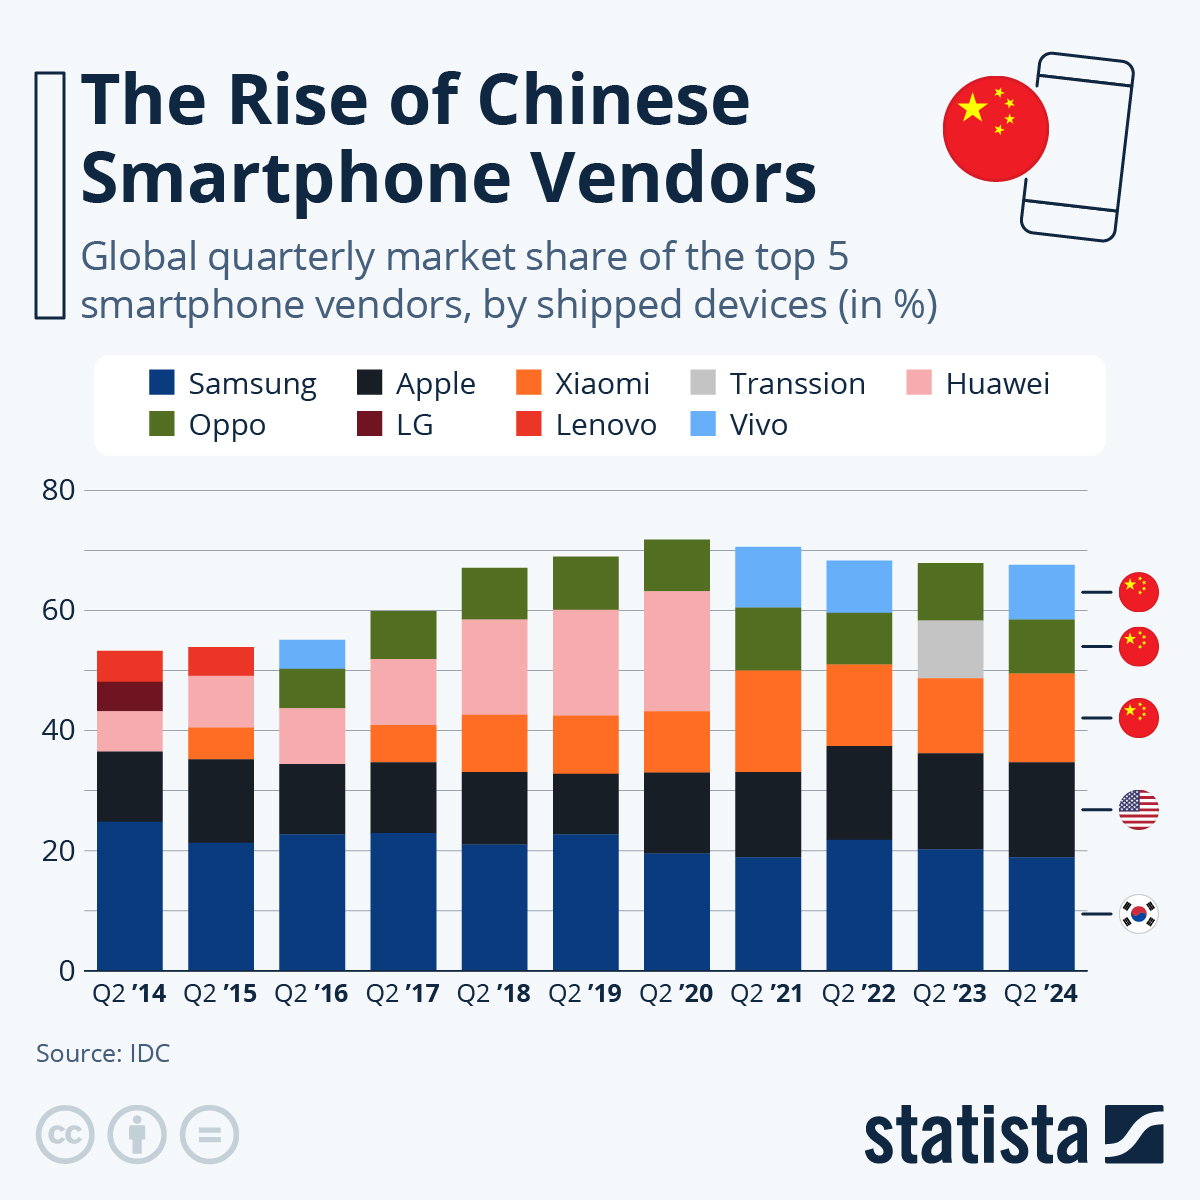 The Rise of Chinese
Smartphone Vendors
Global quarterly market share of the top 5
smartphone vendors, by shipped devices (in %)
Samsung Apple Xiaomi Transsion Huawei
Oppo LG Lenovo Vivo
80
60
40
20
0
Q2 ’14 Q2 ’15 Q2 ’16 Q2 ’17 Q2 ’18 Q2 ’19 Q2 ’20 Q2 ’21 Q2 ’22 Q2 ’23 Q2 ’24
Source: IDC
cc
statista